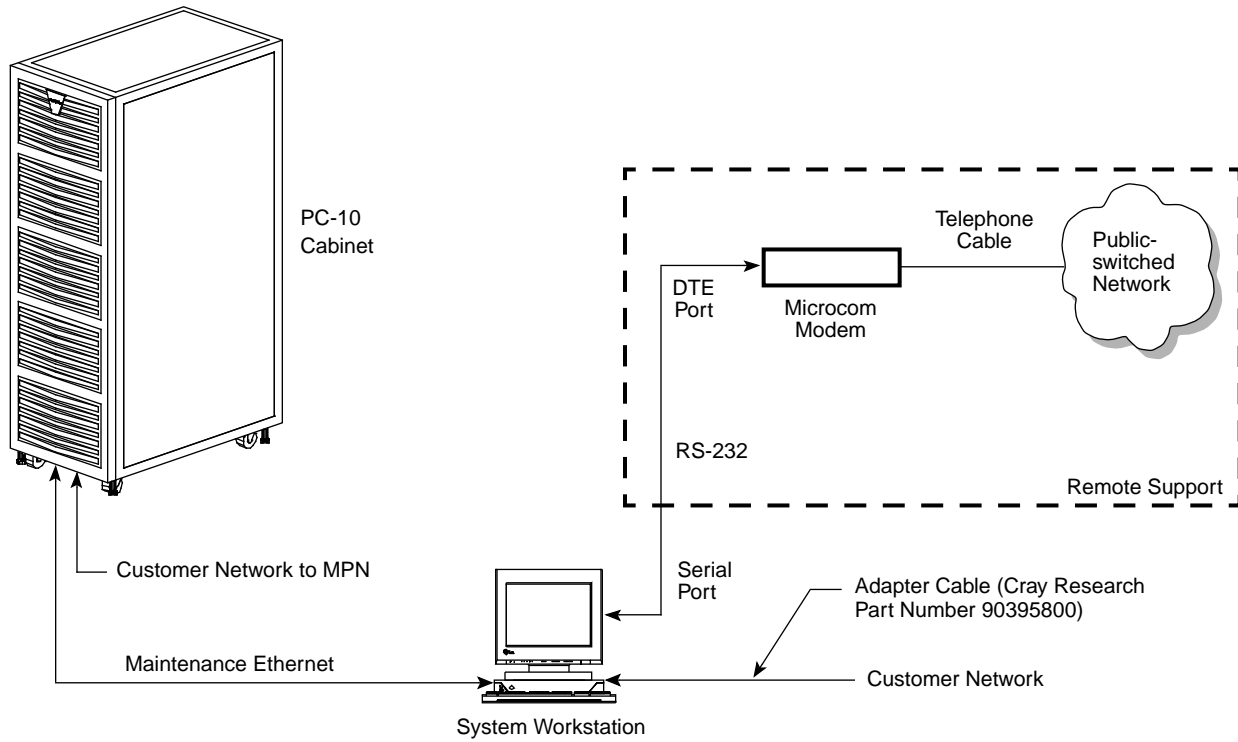 PC-10
Cabinet
Telephone
Cable
Public-
switched
Network
DTE
Port
Microcom
Modem
RS-232
Remote Support
Customer Network to MPN
Serial
Port
Adapter Cable (Cray Research
Part Number 90395800)
Maintenance Ethernet
Customer Network
System Workstation